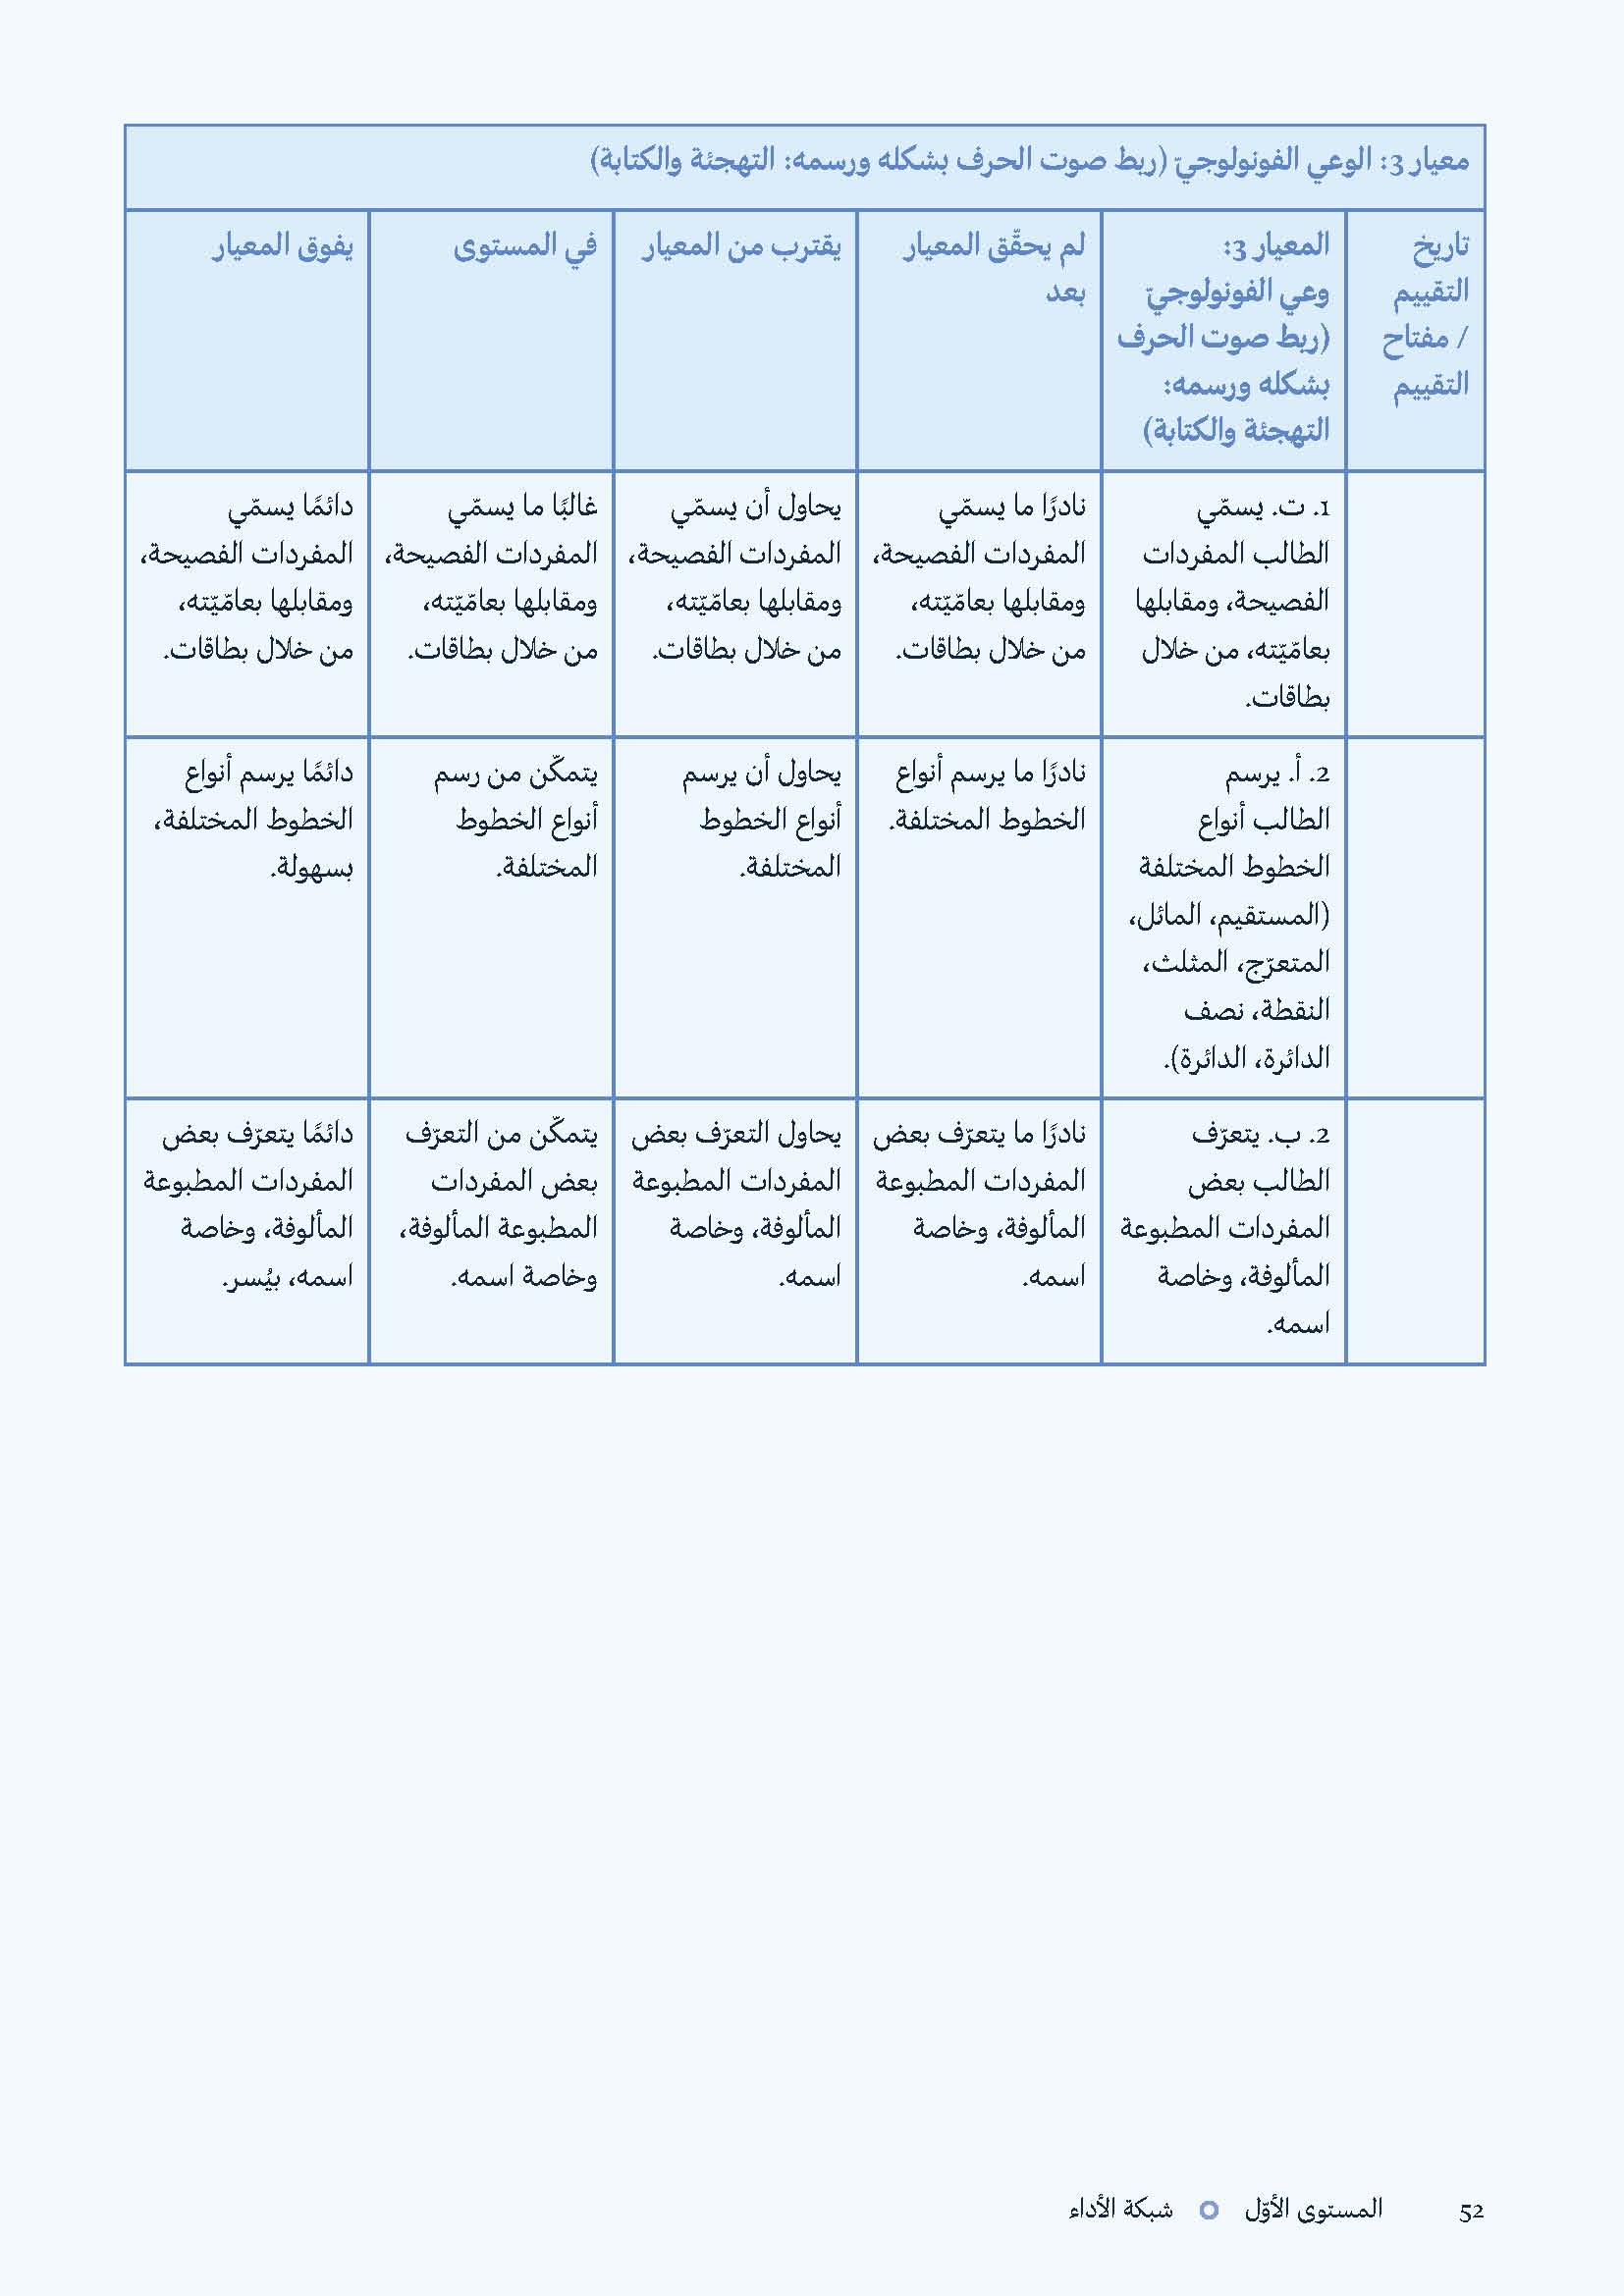 معيار 3: الوعي الفونولوجيّ (ربط صوت الحرف بشكله ورسمه: التهجئة والكتابة)
تاريخ
التقييم
/ مفتاح
التقييم
المعيار 3:
وعي الفونولوجيّ
(ربط صوت الحرف
بشكله ورسمه:
التهجئة والكتابة)
لم يحقّق المعيار
بعد
يقترب من المعيار
في المستوى
يفوق المعيار
1. ت. يسمّي
الطالب المفردات
الفصيحة، ومقابلها
بعامّيّته، من خلال
بطاقات.
نادرًا ما يسمّي
المفردات الفصيحة،
ومقابلها بعامّيّته،
من خلال بطاقات.
يحاول أن يسمّي
المفردات الفصيحة،
ومقابلها بعامّيّته،
من خلال بطاقات.
غالبًا ما يسمّي
المفردات الفصيحة،
ومقابلها بعامّيّته،
من خلال بطاقات.
دائمًا يسمّي
المفردات الفصيحة،
ومقابلها بعامّيّته،
من خلال بطاقات.
2. أ. يرسم
الطالب أنواع
الخطوط المختلفة
(المستقيم، المائل،
المتعرّج، المثلث،
النقطة، نصف
الدائرة، الدائرة).
نادرًا ما يرسم أنواع
الخطوط المختلفة.
يحاول أن يرسم
أنواع الخطوط
المختلفة.
يتمكّن من رسم
أنواع الخطوط
المختلفة.
دائمًا يرسم أنواع
الخطوط المختلفة،
بسهولة.
2. ب. يتعرّف
الطالب بعض
المفردات المطبوعة
المألوفة، وخاصة
اسمه.
نادرًا ما يتعرّف بعض
المفردات المطبوعة
المألوفة، وخاصة
اسمه.
يحاول التعرّف بعض
المفردات المطبوعة
المألوفة، وخاصة
اسمه.
يتمكّن من التعرّف
بعض المفردات
المطبوعة المألوفة،
وخاصة اسمه.
دائمًا يتعرّف بعض
المفردات المطبوعة
المألوفة، وخاصة
اسمه، بيُسر.
52 المستوى الأوّل شبكة الأداء